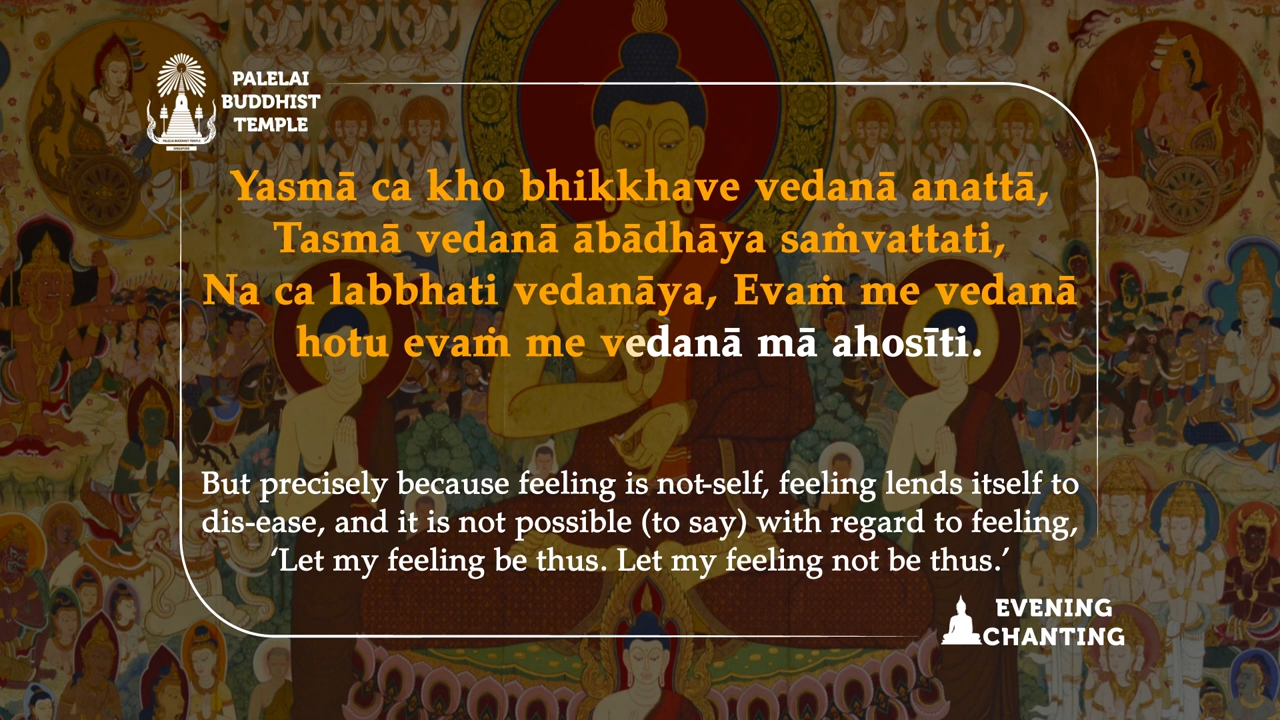 PALELAI
BUDDHIST
TEMPLE
Yasmā ca kho bhikkhave vedanā anattā,
Tasmā vedanā ābādhāya saṁvattati,
Na ca labbhati vedanāya, Evaṁ me vedanā
hotu evaṁ me vedanā mā ahosīti.
But precisely because feeling is not-self, feeling lends itself to
dis-ease, and it is not possible (to say) with regard to feeling,
‘Let my feeling be thus. Let my feeling not be thus.’
EVENING
CHANTING